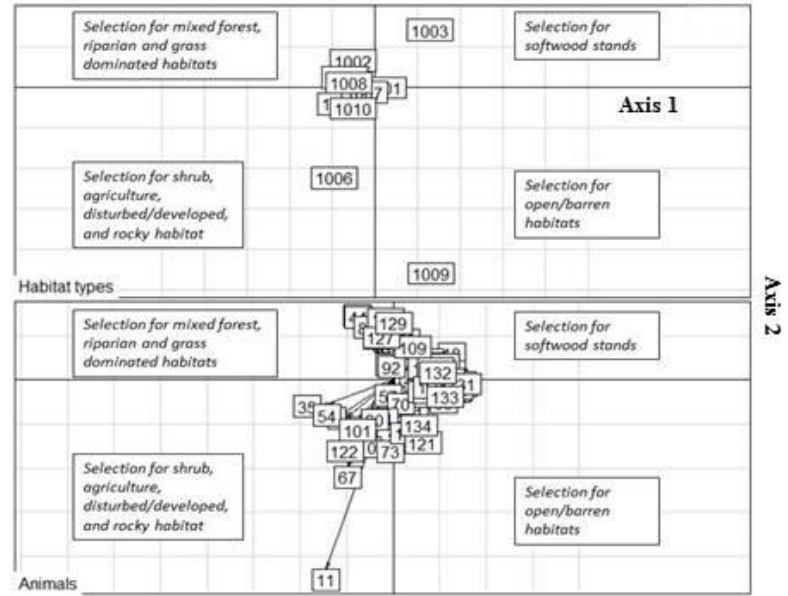 Selection for mixed forest,
riparian and grass
dominated habitats
1003
Selection for
softwood stands
1002
1008
1010
Axis 1
1006
Selection for shrub,
agriculture,
disturbed/developed,
and rocky habitat
Selection for
open/barren
habitats
1009
Habitat types
Axis 2
Selection for mixed forest,
riparian and grass
dominated habitats
129
127
109
92
132
Selection for
softwood stands
133
54
70
101
134
121
122
73
67
Selection for shrub,
agriculture,
disturbed/developed,
and rocky habitat
Selection for
open/barren
habitats
11
Animals